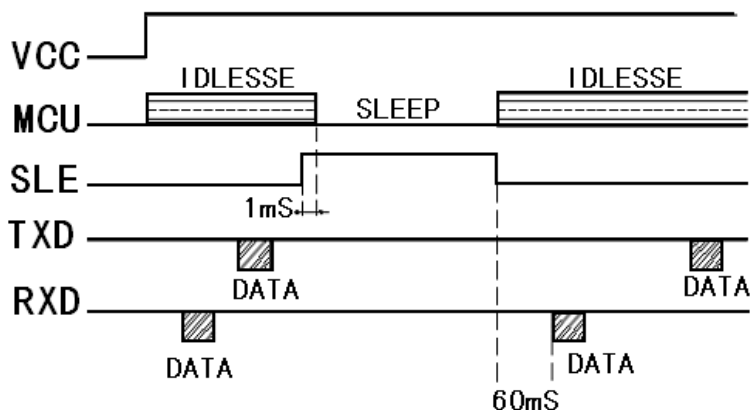 VCC
IDLESSE
IDLESSE
MCU
SLEEP
SLE
1mS
TXD
DATA
DATA
RXD
DATA
DATA
60mS